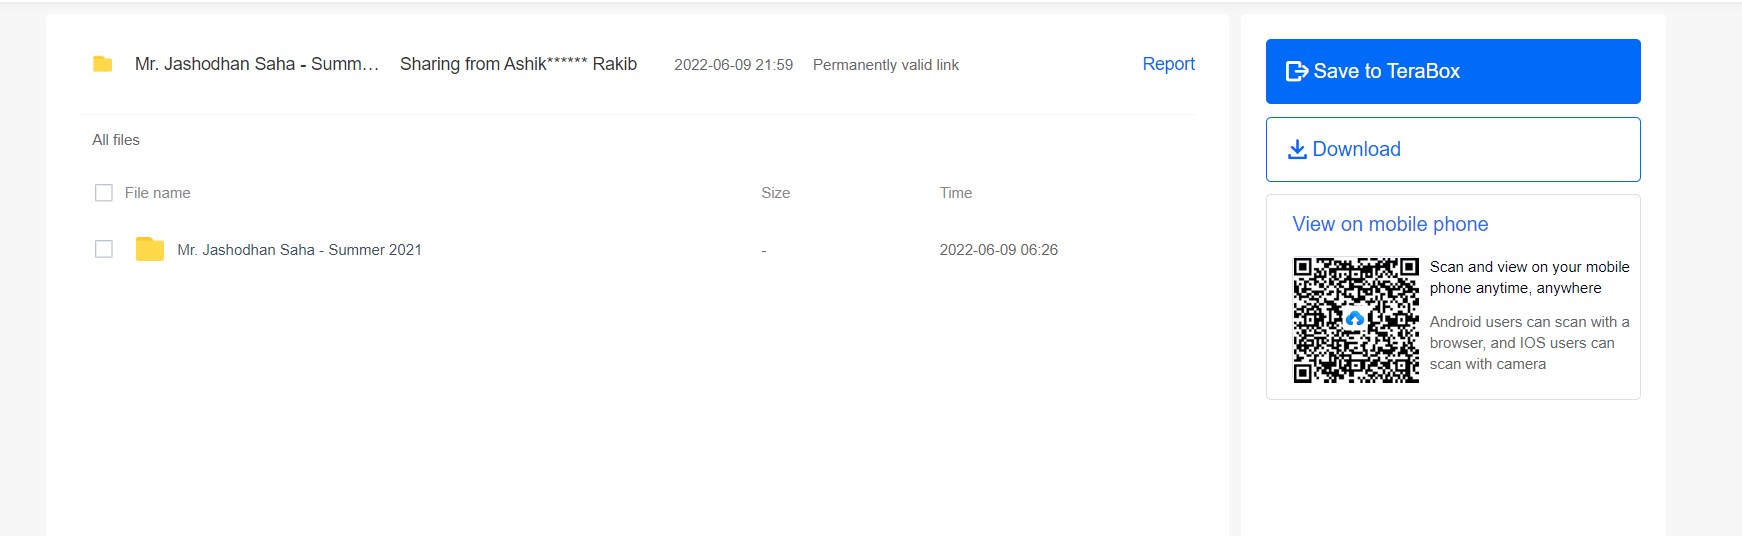 Mr. Jashodhan Saha - Summ… Sharing from Ashik****** Rakib 2022-06-09 21:59 Permanently valid link Report
All files
File name Size Time
Mr. Jashodhan Saha - Summer 2021 - 2022-06-09 06:26
Save to TeraBox
Download
View on mobile phone
Scan and view on your mobile
phone anytime, anywhere
Android users can scan with a
browser, and IOS users can
scan with camera